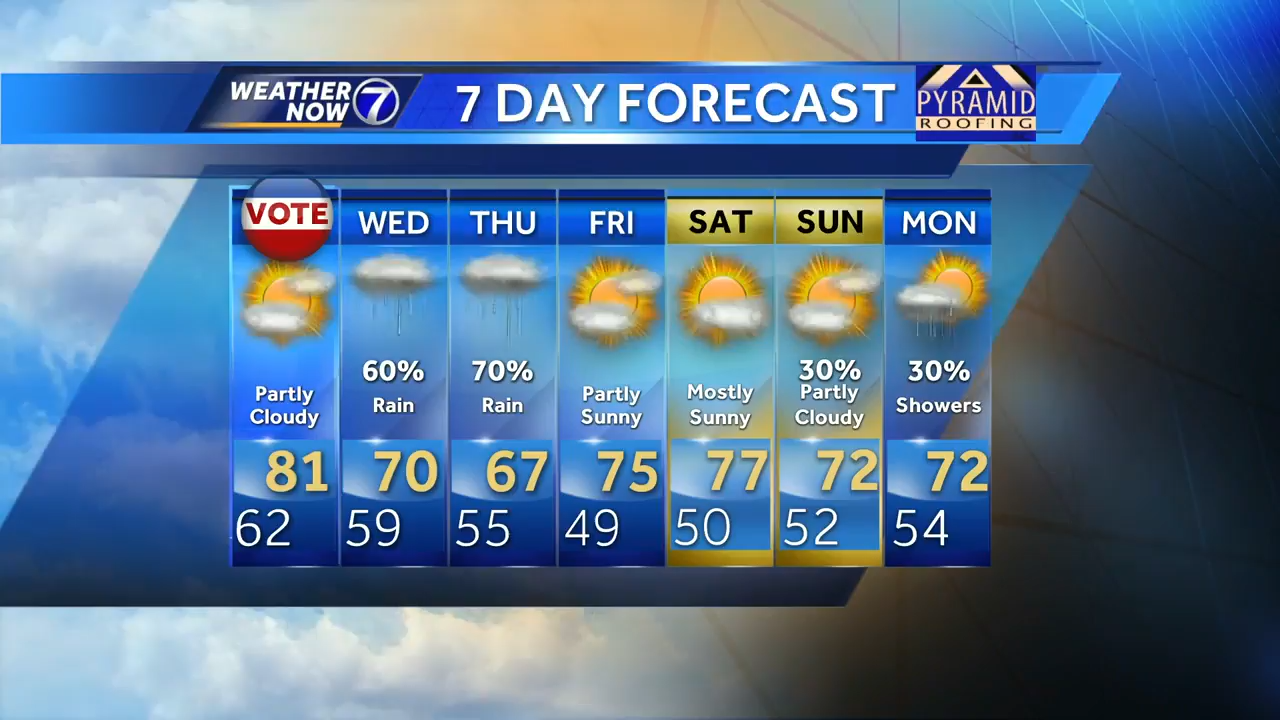 WEATHER
NOW 7
7 DAY FORECAST
PYRAMID
ROOFING
VOTE WED THU FRI SAT SUN MON
60% 70% 30% 30%
Partly Cloudy
Rain
Rain
Partly Sunny
Mostly Sunny
Partly Cloudy
Showers
81 70 67 75 77 72 72
62 59 55 49 50 52 54